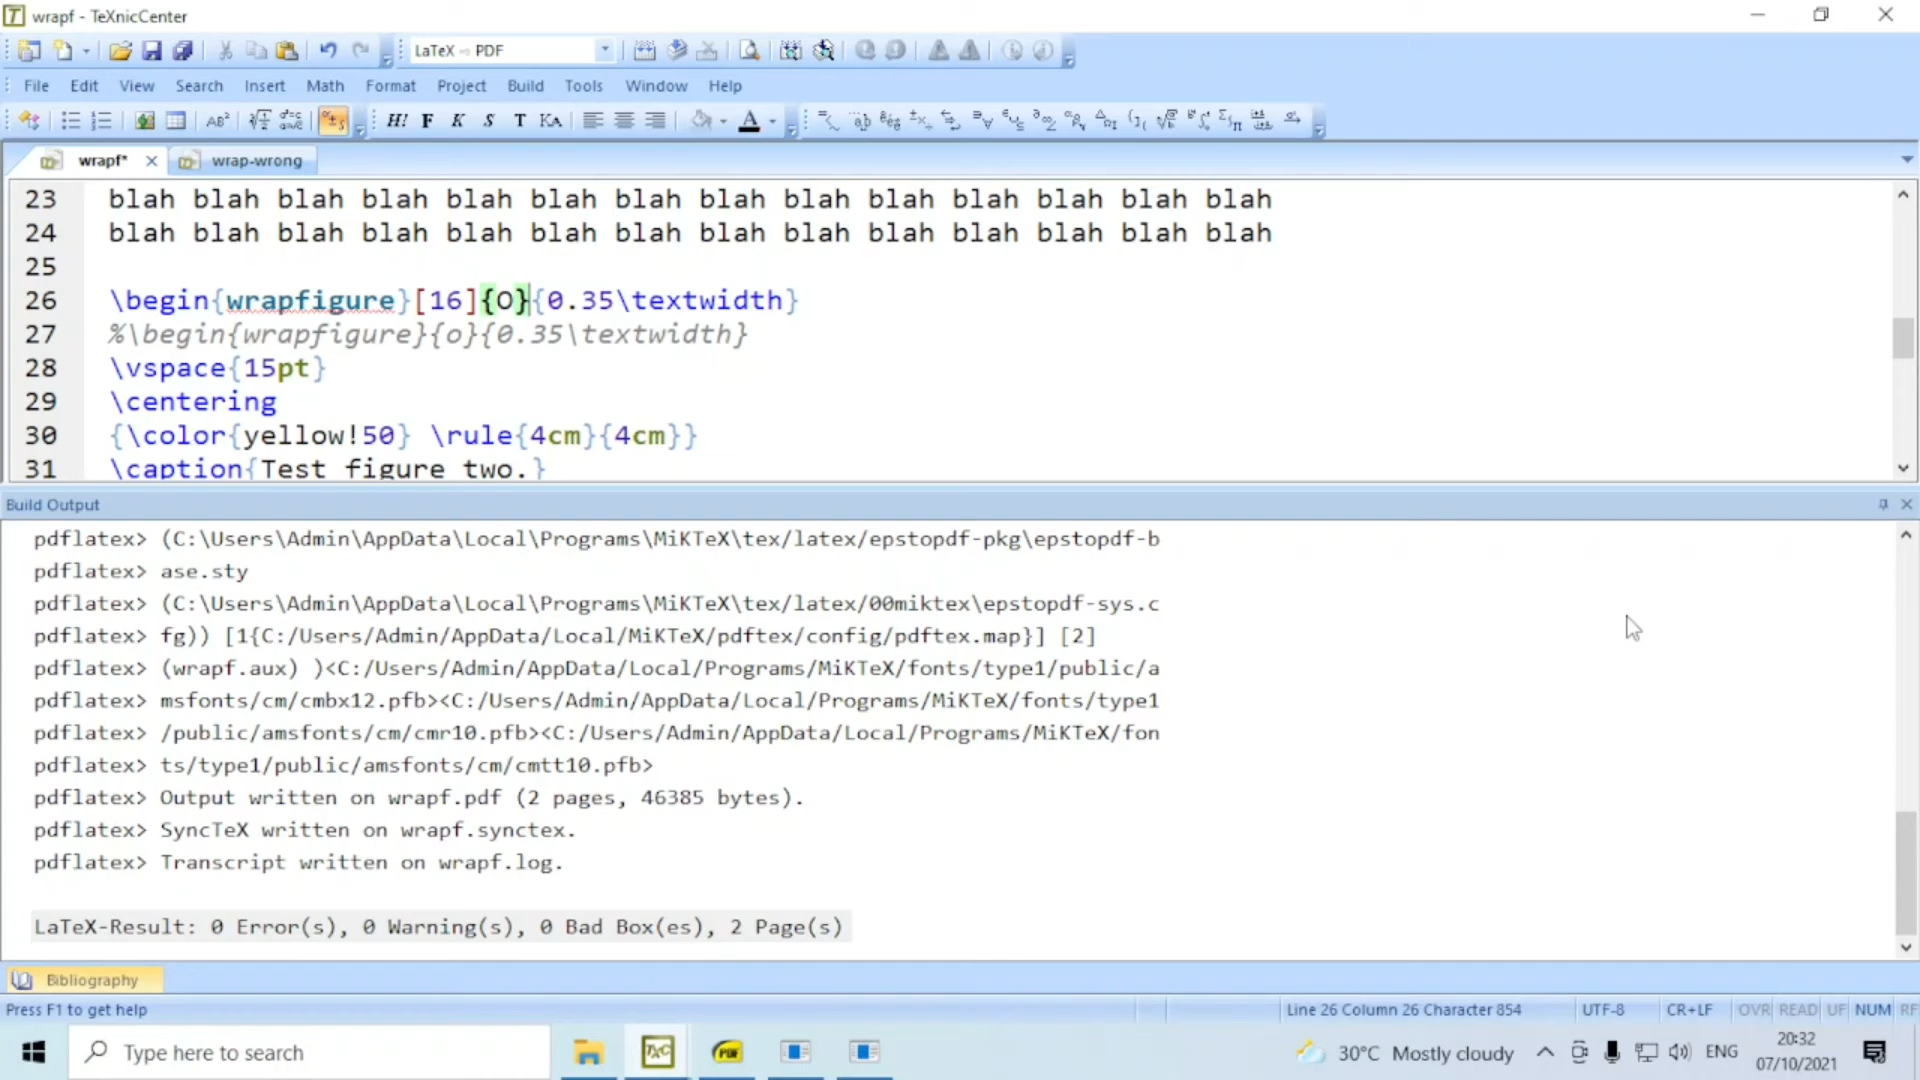 wrapf - TeXnicCenter
LaTeX ⇨ PDF
File Edit View Search Insert Math Format Project Build Tools Window Help
H! F K S T KA
wrapf* wrap-wrong
23 blah blah blah blah blah blah blah blah blah blah blah blah blah blah
24 blah blah blah blah blah blah blah blah blah blah blah blah blah blah
25
26 \begin{wrapfigure}[16]{O}{0.35\textwidth}
27 %\begin{wrapfigure}{o}{0.35\textwidth}
28 \vspace{15pt}
29 \centering
30 {\color{yellow!50} \rule{4cm}{4cm}}
31 \caption{Test figure two.}
Build Output
pdflatex> (C:\Users\Admin\AppData\Local\Programs\MiKTeX\tex/latex/epstopdf-pkg\epstopdf-b
pdflatex> ase.sty
pdflatex> (C:\Users\Admin\AppData\Local\Programs\MiKTeX\tex/latex/00miktex\epstopdf-sys.c
pdflatex> fg)) [1{C:/Users/Admin/AppData/Local/MiKTeX/pdftex/config/pdftex.map}] [2]
pdflatex> (wrapf.aux) )<C:/Users/Admin/AppData/Local/Programs/MiKTeX/fonts/type1/public/a
pdflatex> msfonts/cm/cmbx12.pfb><C:/Users/Admin/AppData/Local/Programs/MiKTeX/fonts/type1
pdflatex> /public/amsfonts/cm/cmr10.pfb><C:/Users/Admin/AppData/Local/Programs/MiKTeX/fon
pdflatex> ts/type1/public/amsfonts/cm/cmtt10.pfb>
pdflatex> Output written on wrapf.pdf (2 pages, 46385 bytes).
pdflatex> SyncTeX written on wrapf.synctex.
pdflatex> Transcript written on wrapf.log.
LaTeX-Result: 0 Error(s), 0 Warning(s), 0 Bad Box(es), 2 Page(s)
Bibliography
Press F1 to get help Line 26 Column 26 Character 854 UTF-8 CR+LF OVR READ UF NUM RF
Type here to search TXC PDF 30°C Mostly cloudy ENG 20:32
07/10/2021